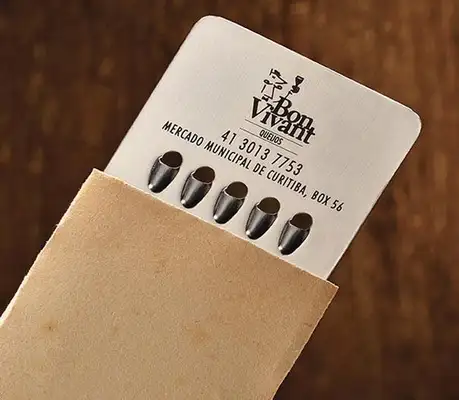 Bon
Vivant
QUEIJOS
41 3013 7753
MERCADO MUNICIPAL DE CURITIBA, BOX 56